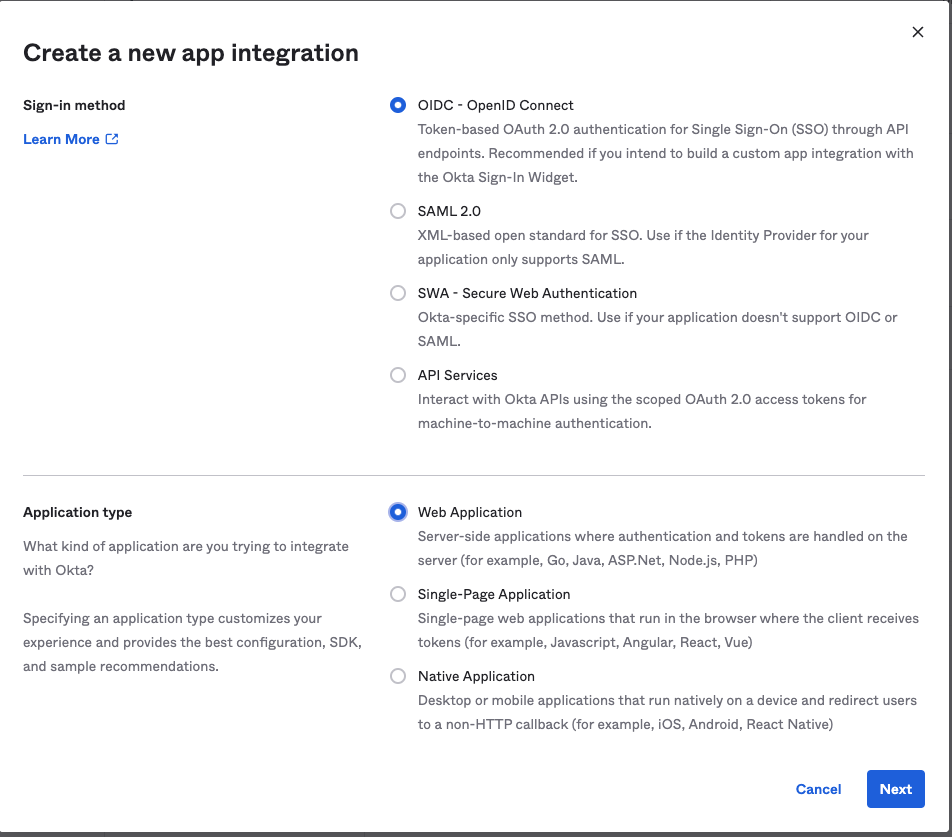 Create a new app integration
Sign-in method
Learn More
OIDC - OpenID Connect
Token-based OAuth 2.0 authentication for Single Sign-On (SSO) through API
endpoints. Recommended if you intend to build a custom app integration with
the Okta Sign-In Widget.
SAML 2.0
XML-based open standard for SSO. Use if the Identity Provider for your
application only supports SAML.
SWA - Secure Web Authentication
Okta-specific SSO method. Use if your application doesn't support OIDC or
SAML.
API Services
Interact with Okta APIs using the scoped OAuth 2.0 access tokens for
machine-to-machine authentication.
Application type
What kind of application are you trying to integrate
with Okta?
Specifying an application type customizes your
experience and provides the best configuration, SDK,
and sample recommendations.
Web Application
Server-side applications where authentication and tokens are handled on the
server (for example, Go, Java, ASP.Net, Node.js, PHP)
Single-Page Application
Single-page web applications that run in the browser where the client receives
tokens (for example, Javascript, Angular, React, Vue)
Native Application
Desktop or mobile applications that run natively on a device and redirect users
to a non-HTTP callback (for example, iOS, Android, React Native)
Cancel
Next